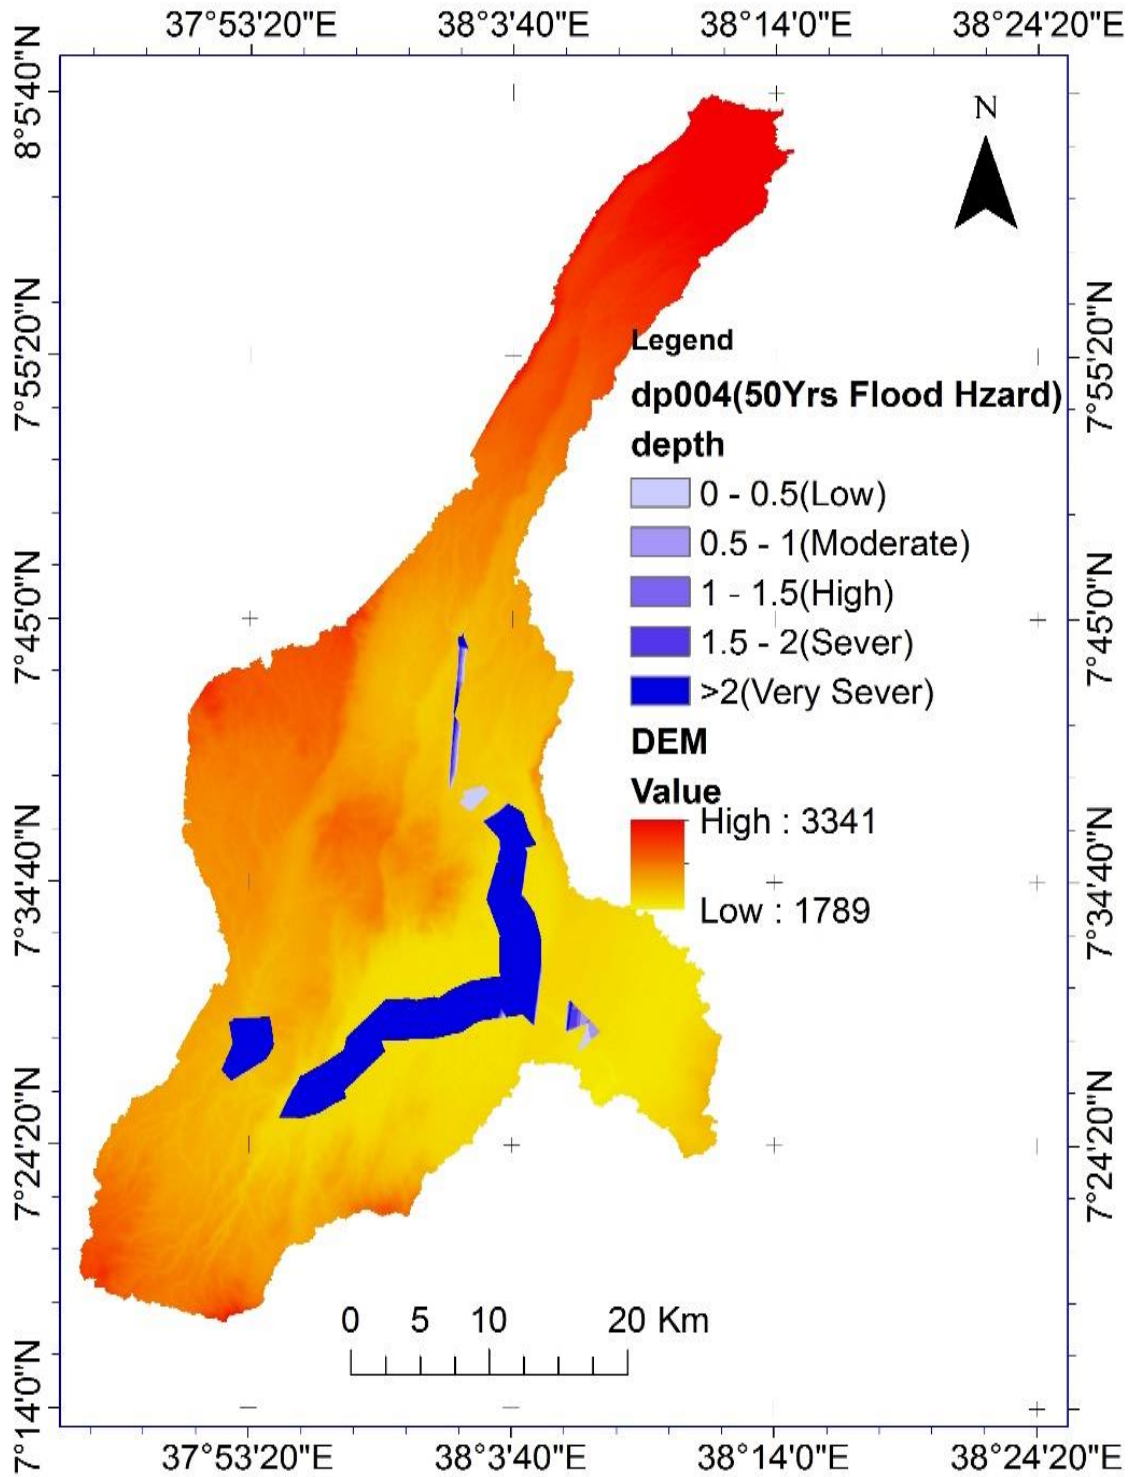 37°53'20"E 38°3'40"E 38°14'0"E 38°24'20"E
8°5'40"N
N
7°55'20"N
7°55'20"N
Legend
dp004(50Yrs Flood Hzard)
depth
0 - 0.5(Low)
0.5 - 1(Moderate)
1 - 1.5(High)
1.5 - 2(Sever)
>2(Very Sever)
7°45'0"N
7°45'0"N
DEM
Value
High : 3341
Low : 1789
7°34'40"N
7°34'40"N
7°24'20"N
7°24'20"N
0 5 10 20 Km
7°14'0"N
37°53'20"E 38°3'40"E 38°14'0"E 38°24'20"E